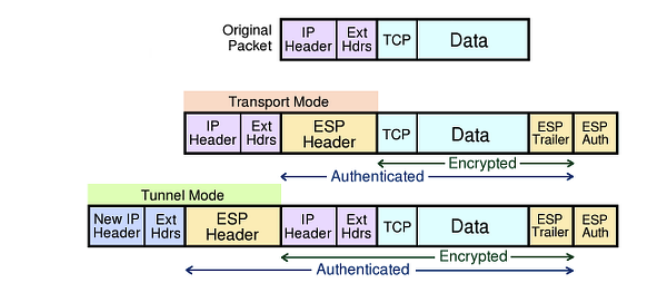 Original Packet
IP Header
Ext Hdrs
TCP
Data
Transport Mode
IP Header
Ext Hdrs
ESP Header
TCP
Data
ESP Trailer
ESP Auth
Encrypted
Authenticated
Tunnel Mode
New IP Header
Ext Hdrs
ESP Header
IP Header
Ext Hdrs
TCP
Data
ESP Trailer
ESP Auth
Encrypted
Authenticated